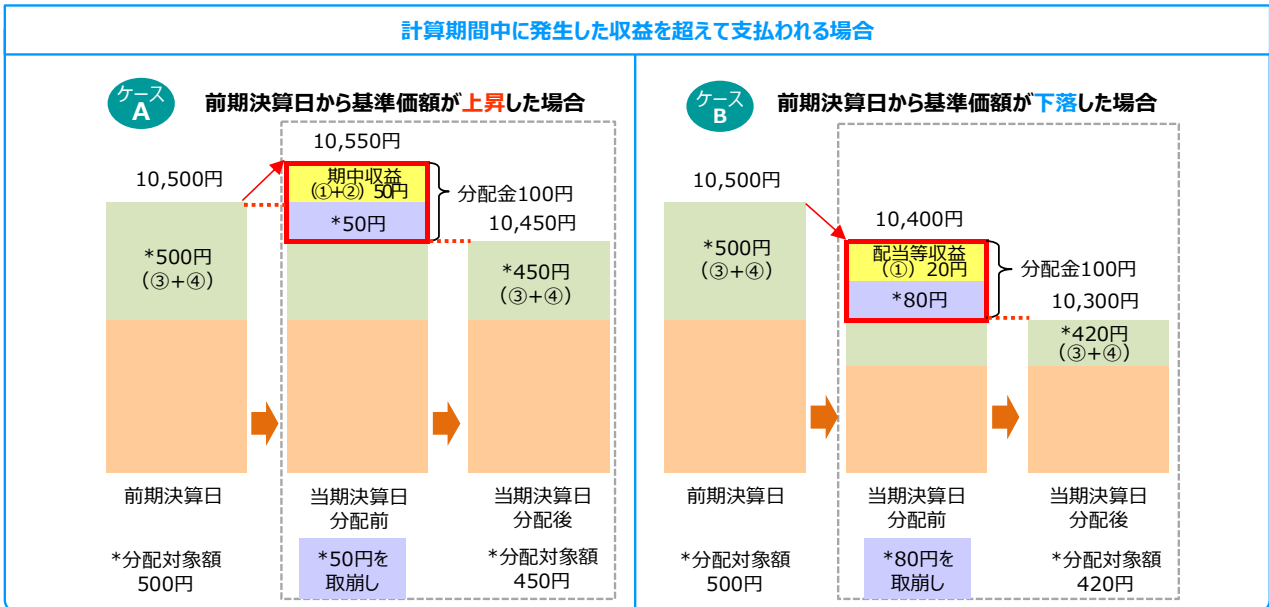 計算期間中に発生した収益を超えて支払われる場合
ケース
A
前期決算日から基準価額が上昇した場合
10,500円
10,550円
期中収益
(①+②) 50円
*50円
分配金100円
10,450円
*500円
(③+④)
*450円
(③+④)
前期決算日
当期決算日
分配前
当期決算日
分配後
*分配対象額
500円
*50円を
取崩し
*分配対象額
450円
ケース
B
前期決算日から基準価額が下落した場合
10,500円
10,400円
配当等収益
(①) 20円
*80円
分配金100円
10,300円
*500円
(③+④)
*420円
(③+④)
前期決算日
当期決算日
分配前
当期決算日
分配後
*分配対象額
500円
*80円を
取崩し
*分配対象額
420円